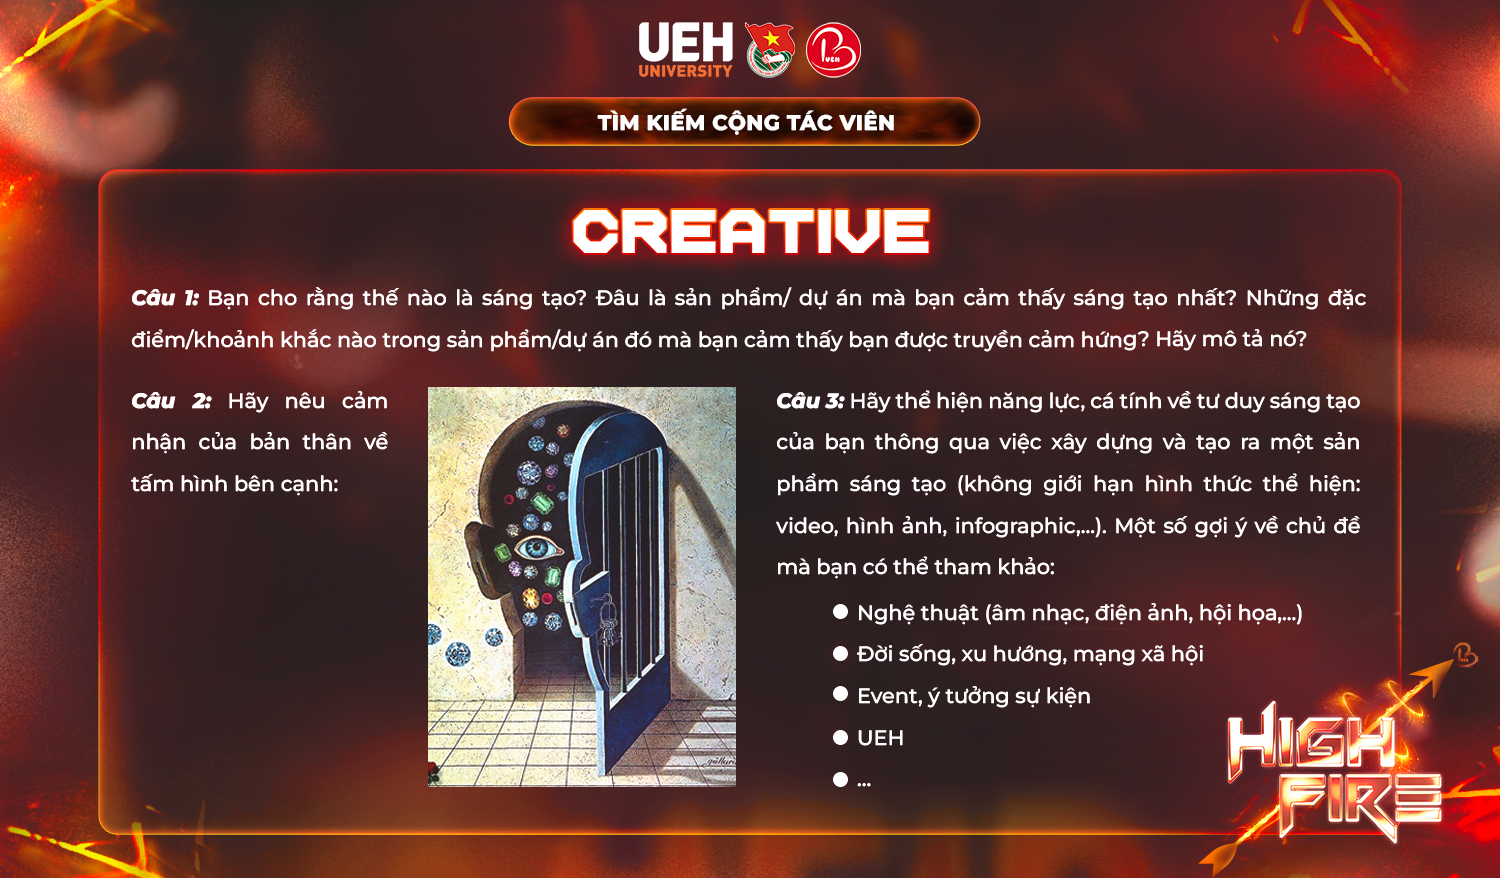 UEH
UNIVERSITY
B
UEH
TÌM KIẾM CỘNG TÁC VIÊN
CREATIVE
Câu 1: Bạn cho rằng thế nào là sáng tạo? Đâu là sản phẩm/ dự án mà bạn cảm thấy sáng tạo nhất? Những đặc
điểm/khoảnh khắc nào trong sản phẩm/dự án đó mà bạn cảm thấy bạn được truyền cảm hứng? Hãy mô tả nó?
Câu 2: Hãy nêu cảm
nhận của bản thân về
tấm hình bên cạnh:
Câu 3: Hãy thể hiện năng lực, cá tính về tư duy sáng tạo
của bạn thông qua việc xây dựng và tạo ra một sản
phẩm sáng tạo (không giới hạn hình thức thể hiện:
video, hình ảnh, infographic,...). Một số gợi ý về chủ đề
mà bạn có thể tham khảo:
● Nghệ thuật (âm nhạc, điện ảnh, hội họa,...)
● Đời sống, xu hướng, mạng xã hội
● Event, ý tưởng sự kiện
● UEH
● ...
HIGH
FIRE